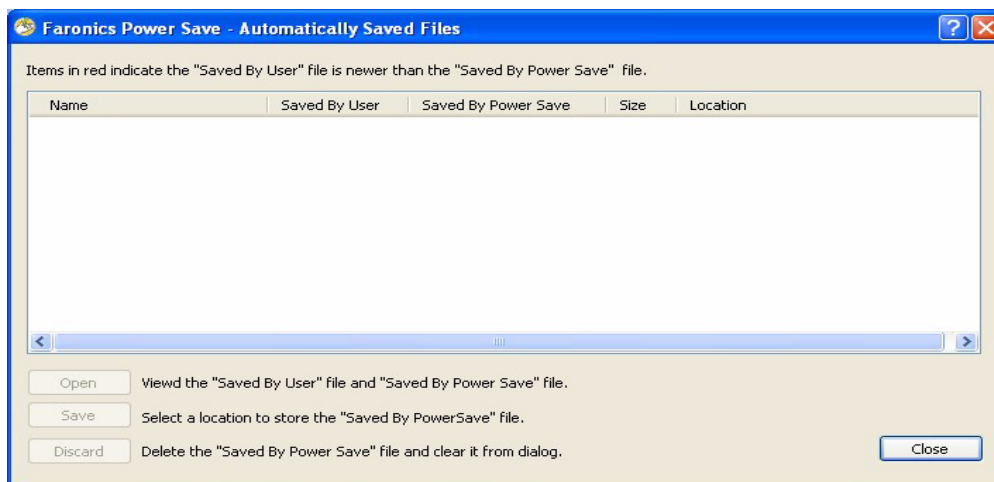 Faronics Power Save - Automatically Saved Files
Items in red indicate the "Saved By User" file is newer than the "Saved By Power Save" file.
Name Saved By User Saved By Power Save Size Location
Open Viewd the "Saved By User" file and "Saved By Power Save" file.
Save Select a location to store the "Saved By PowerSave" file.
Discard Delete the "Saved By Power Save" file and clear it from dialog.
Close